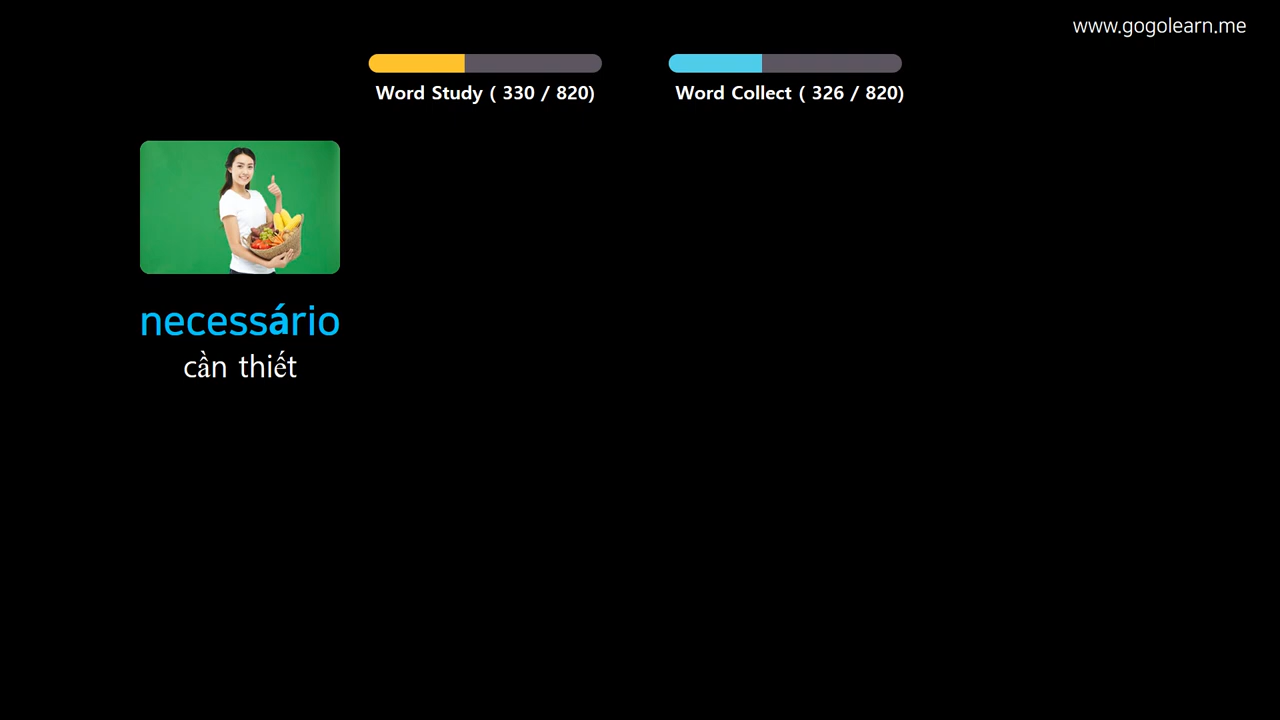 www.gogolearn.me
Word Study ( 330 / 820)
Word Collect ( 326 / 820)
necessário
cần thiết